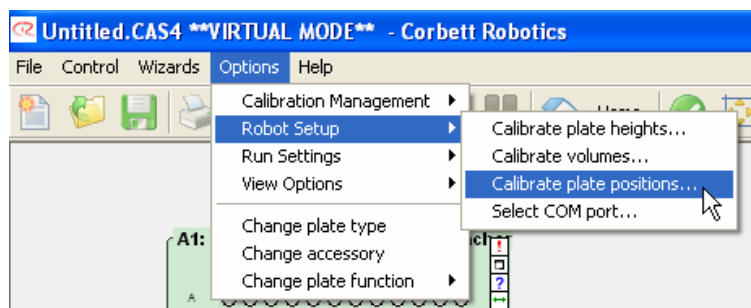 Untitled.CAS4 **VIRTUAL MODE** - Corbett Robotics
File Control Wizards Options Help
Calibration Management
Robot Setup
Run Settings
View Options
Change plate type
Change accessory
Change plate function
Calibrate plate heights...
Calibrate volumes...
Calibrate plate positions...
Select COM port...
A1:
A